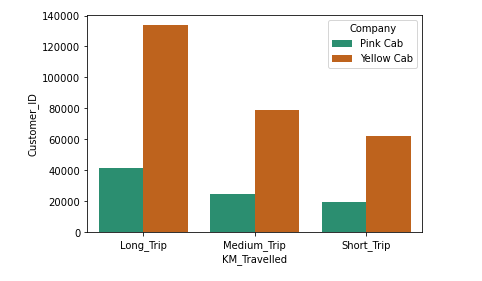 140000
120000
100000
80000
60000
40000
20000
0
Customer_ID
Company
Pink Cab
Yellow Cab
Long_Trip
Medium_Trip
Short_Trip
KM_Travelled